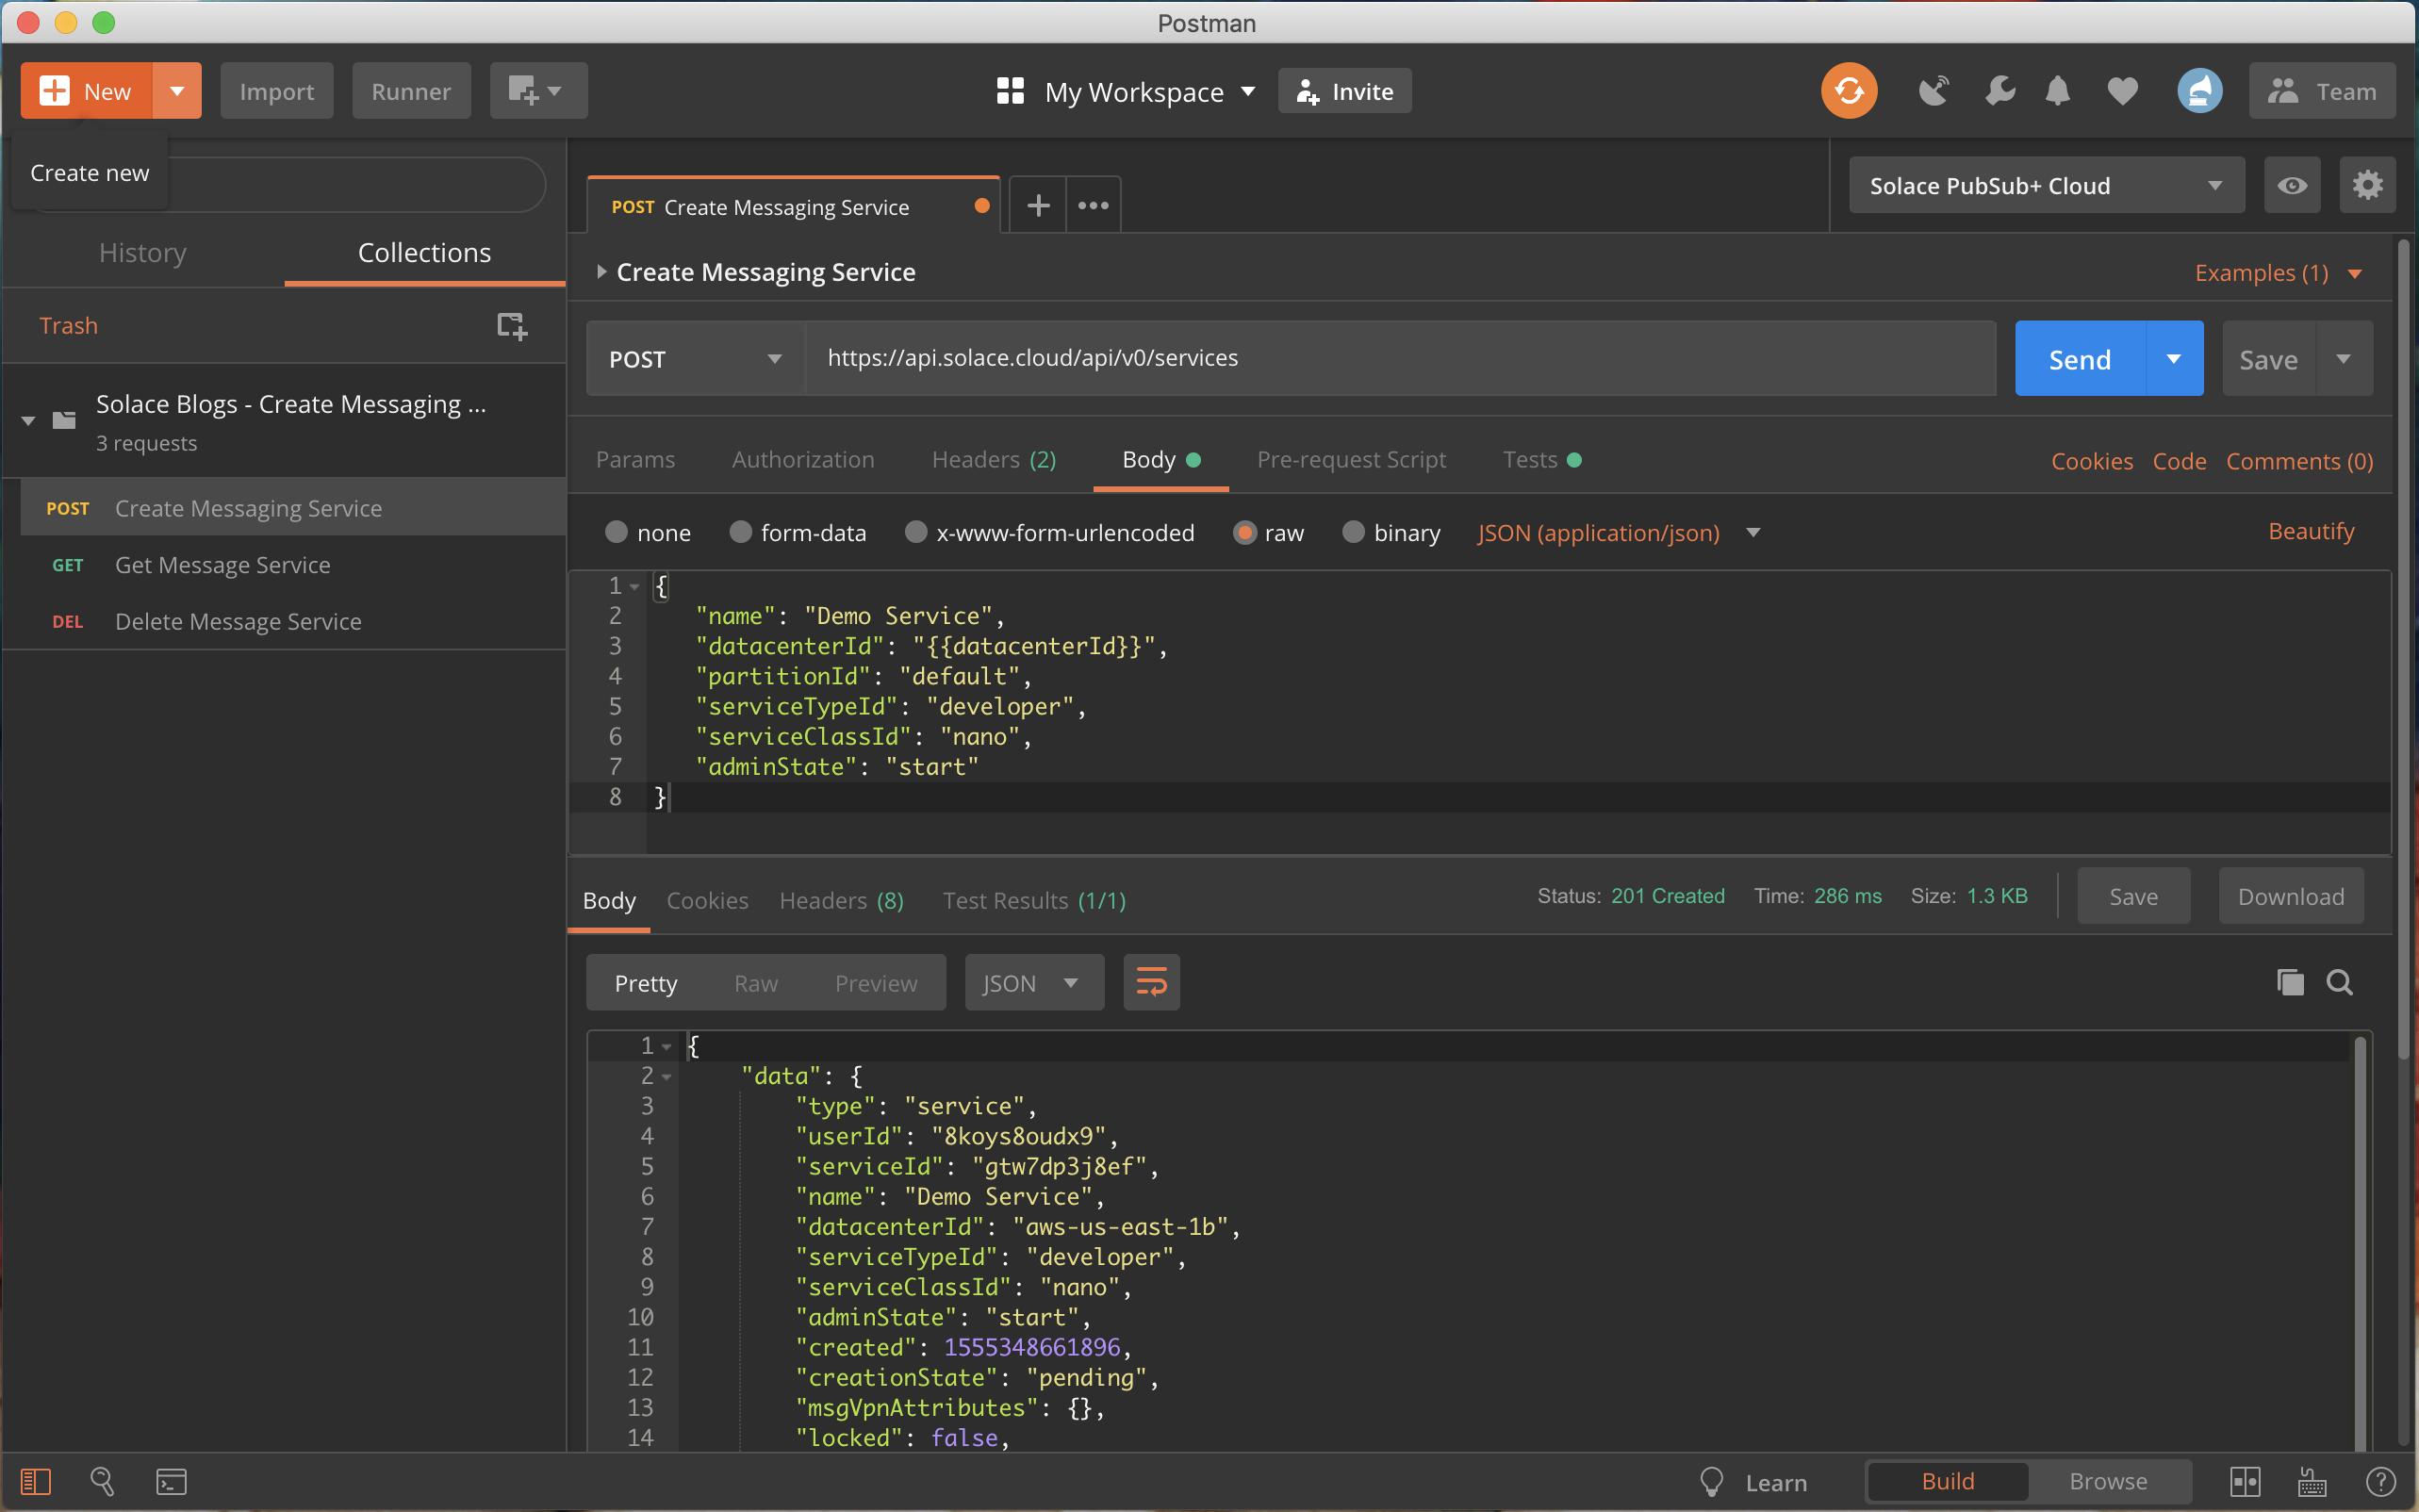 Postman
New
Import
Runner
My Workspace
Invite
Team
Create new
History
Collections
Trash
Solace Blogs - Create Messaging ...
3 requests
POST Create Messaging Service
GET Get Message Service
DEL Delete Message Service
POST Create Messaging Service
Solace PubSub+ Cloud
Create Messaging Service
Examples (1)
POST
https://api.solace.cloud/api/v0/services
Send
Save
Params Authorization Headers (2) Body Pre-request Script Tests
Cookies Code Comments (0)
none form-data x-www-form-urlencoded raw binary JSON (application/json)
Beautify
1 {
2 "name": "Demo Service",
3 "datacenterId": "{{datacenterId}}",
4 "partitionId": "default",
5 "serviceTypeId": "developer",
6 "serviceClassId": "nano",
7 "adminState": "start"
8 }
Body Cookies Headers (8) Test Results (1/1)
Status: 201 Created Time: 286 ms Size: 1.3 KB
Save
Download
Pretty Raw Preview
JSON
1 {
2 "data": {
3 "type": "service",
4 "userId": "8koys8oudx9",
5 "serviceId": "gtw7dp3j8ef",
6 "name": "Demo Service",
7 "datacenterId": "aws-us-east-1b",
8 "serviceTypeId": "developer",
9 "serviceClassId": "nano",
10 "adminState": "start",
11 "created": 1555348661896,
12 "creationState": "pending",
13 "msgVpnAttributes": {},
14 "locked": false,
Learn
Build
Browse